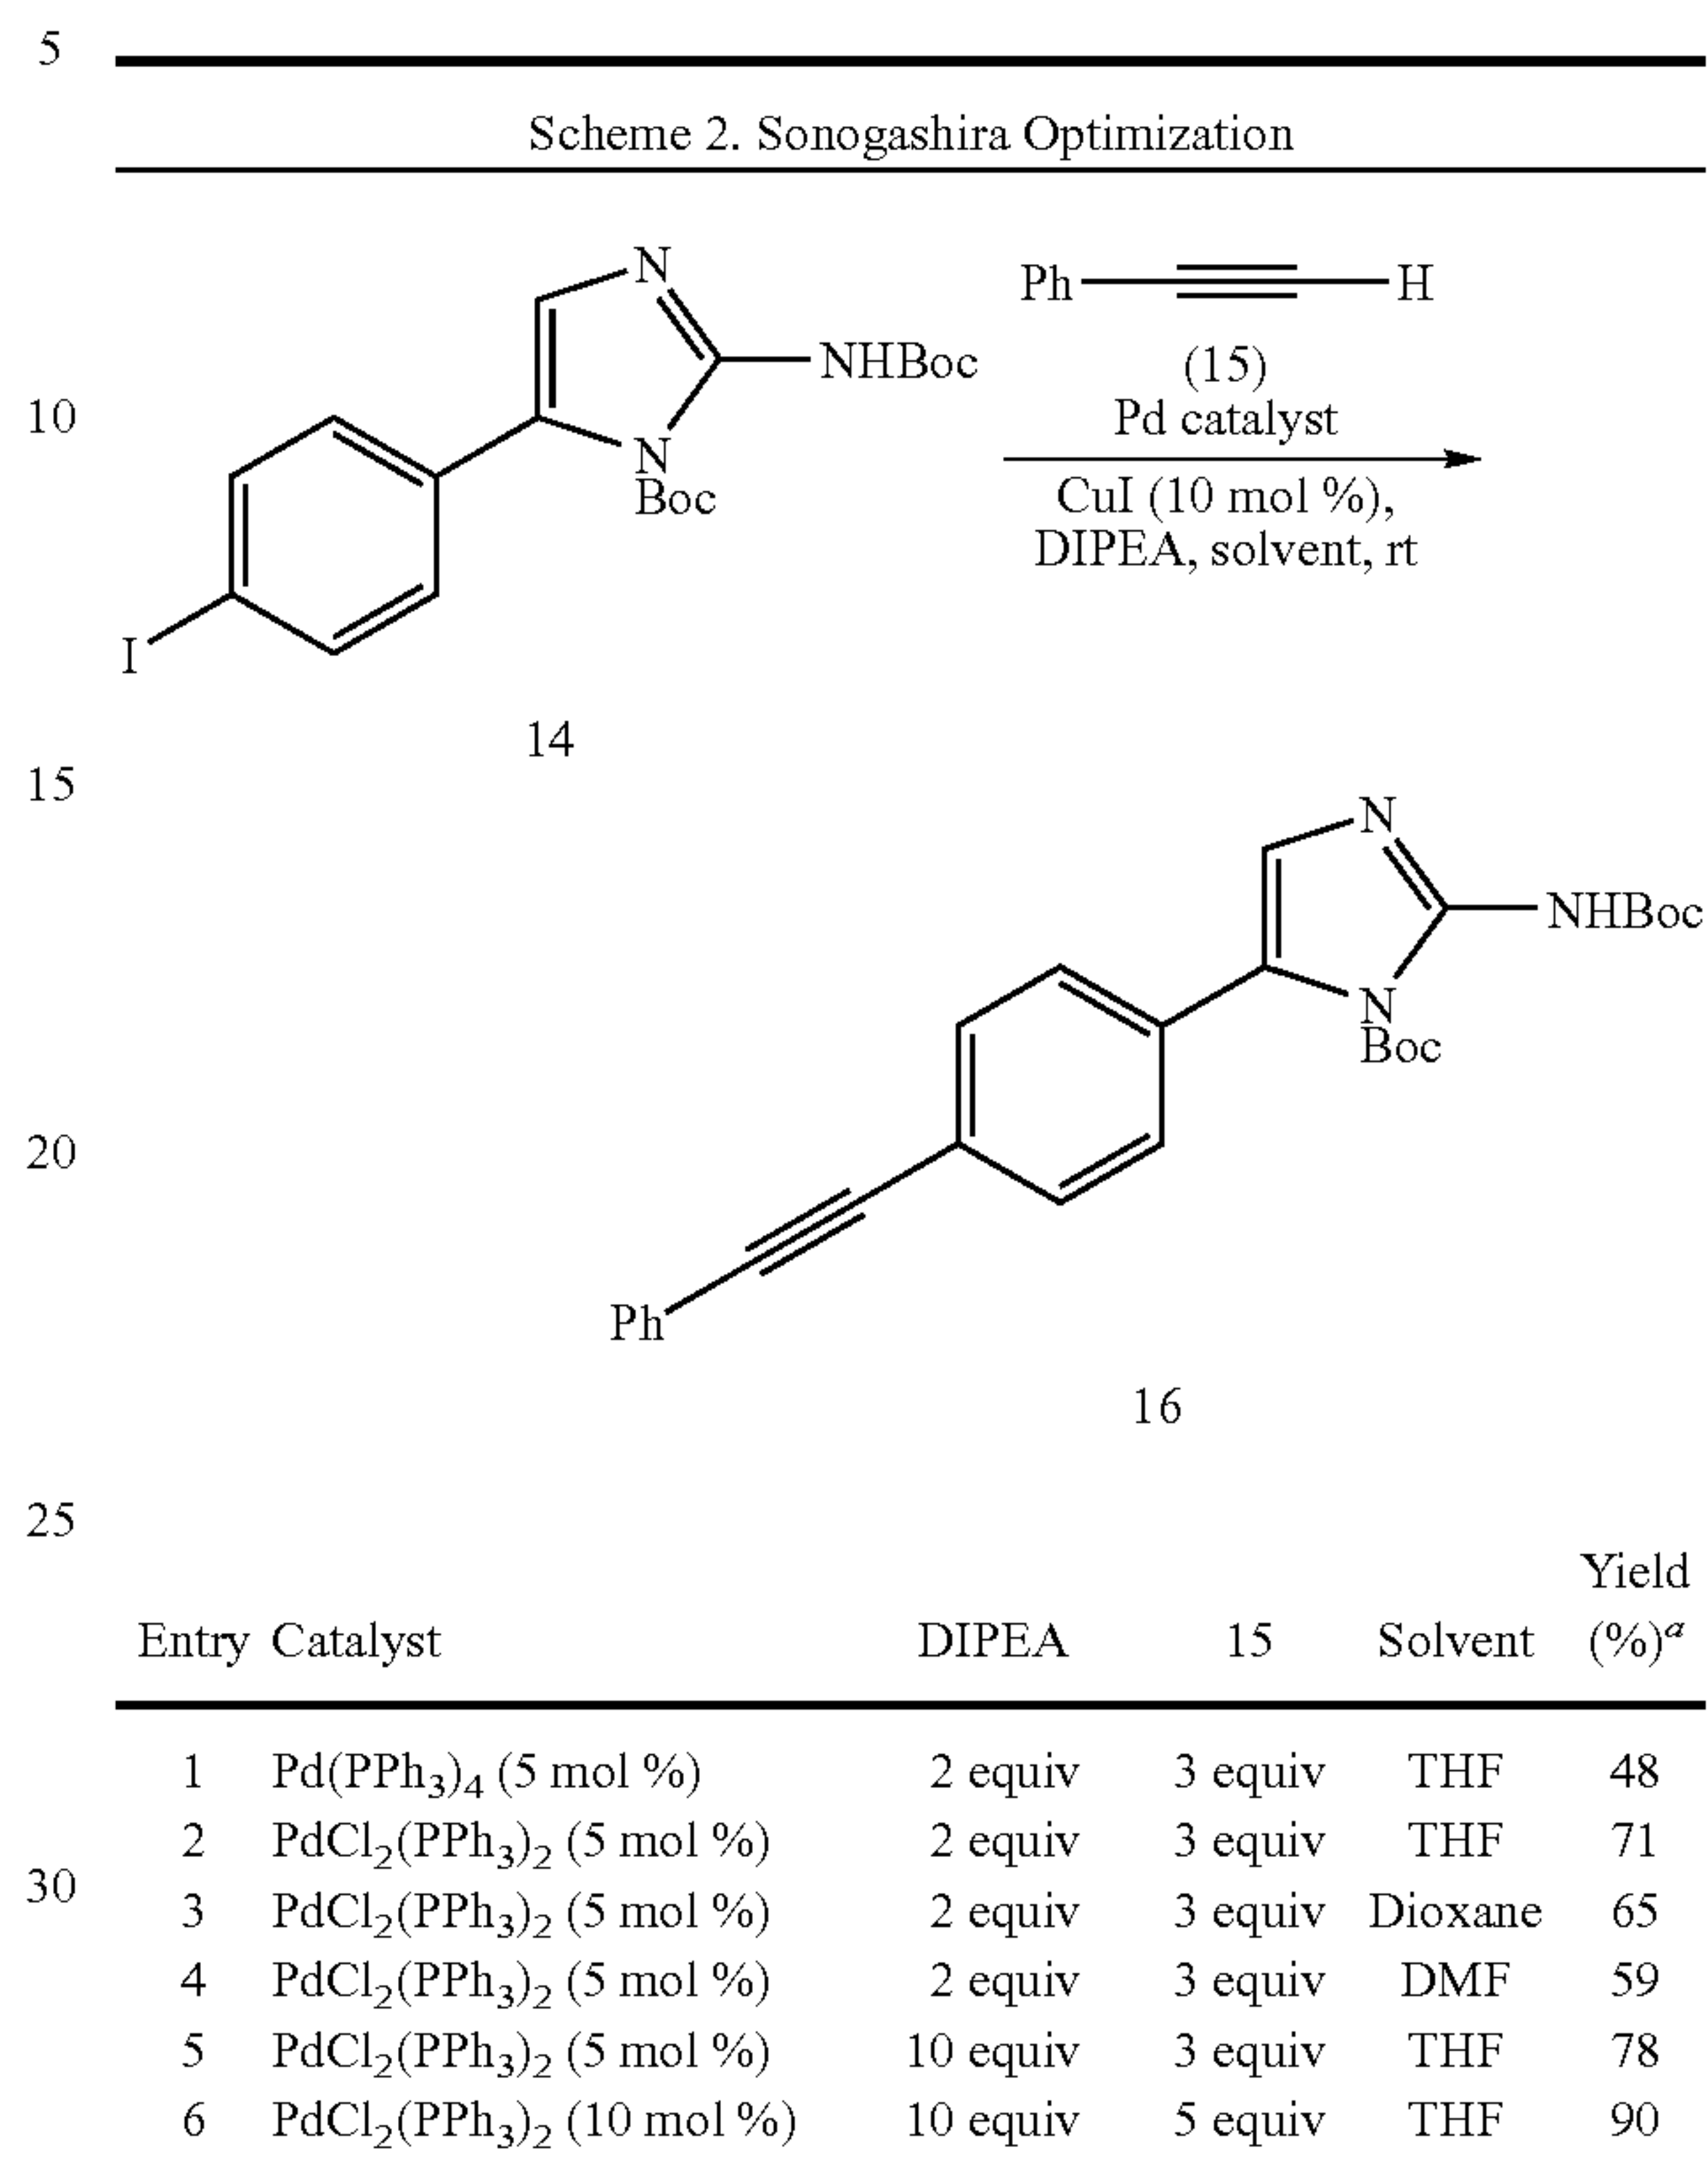 5
Scheme 2. Sonogashira Optimization
N
NHBoc
N
Boc
I
14
10
Ph H
(15)
Pd catalyst
CuI (10 mol %),
DIPEA, solvent, rt
15
N
NHBoc
N
Boc
20
Ph
16
25
Entry Catalyst DIPEA 15 Solvent Yield (%)ᵃ
1 Pd(PPh₃)₄ (5 mol %) 2 equiv 3 equiv THF 48
2 PdCl₂(PPh₃)₂ (5 mol %) 2 equiv 3 equiv THF 71
30
3 PdCl₂(PPh₃)₂ (5 mol %) 2 equiv 3 equiv Dioxane 65
4 PdCl₂(PPh₃)₂ (5 mol %) 2 equiv 3 equiv DMF 59
5 PdCl₂(PPh₃)₂ (5 mol %) 10 equiv 3 equiv THF 78
6 PdCl₂(PPh₃)₂ (10 mol %) 10 equiv 5 equiv THF 90